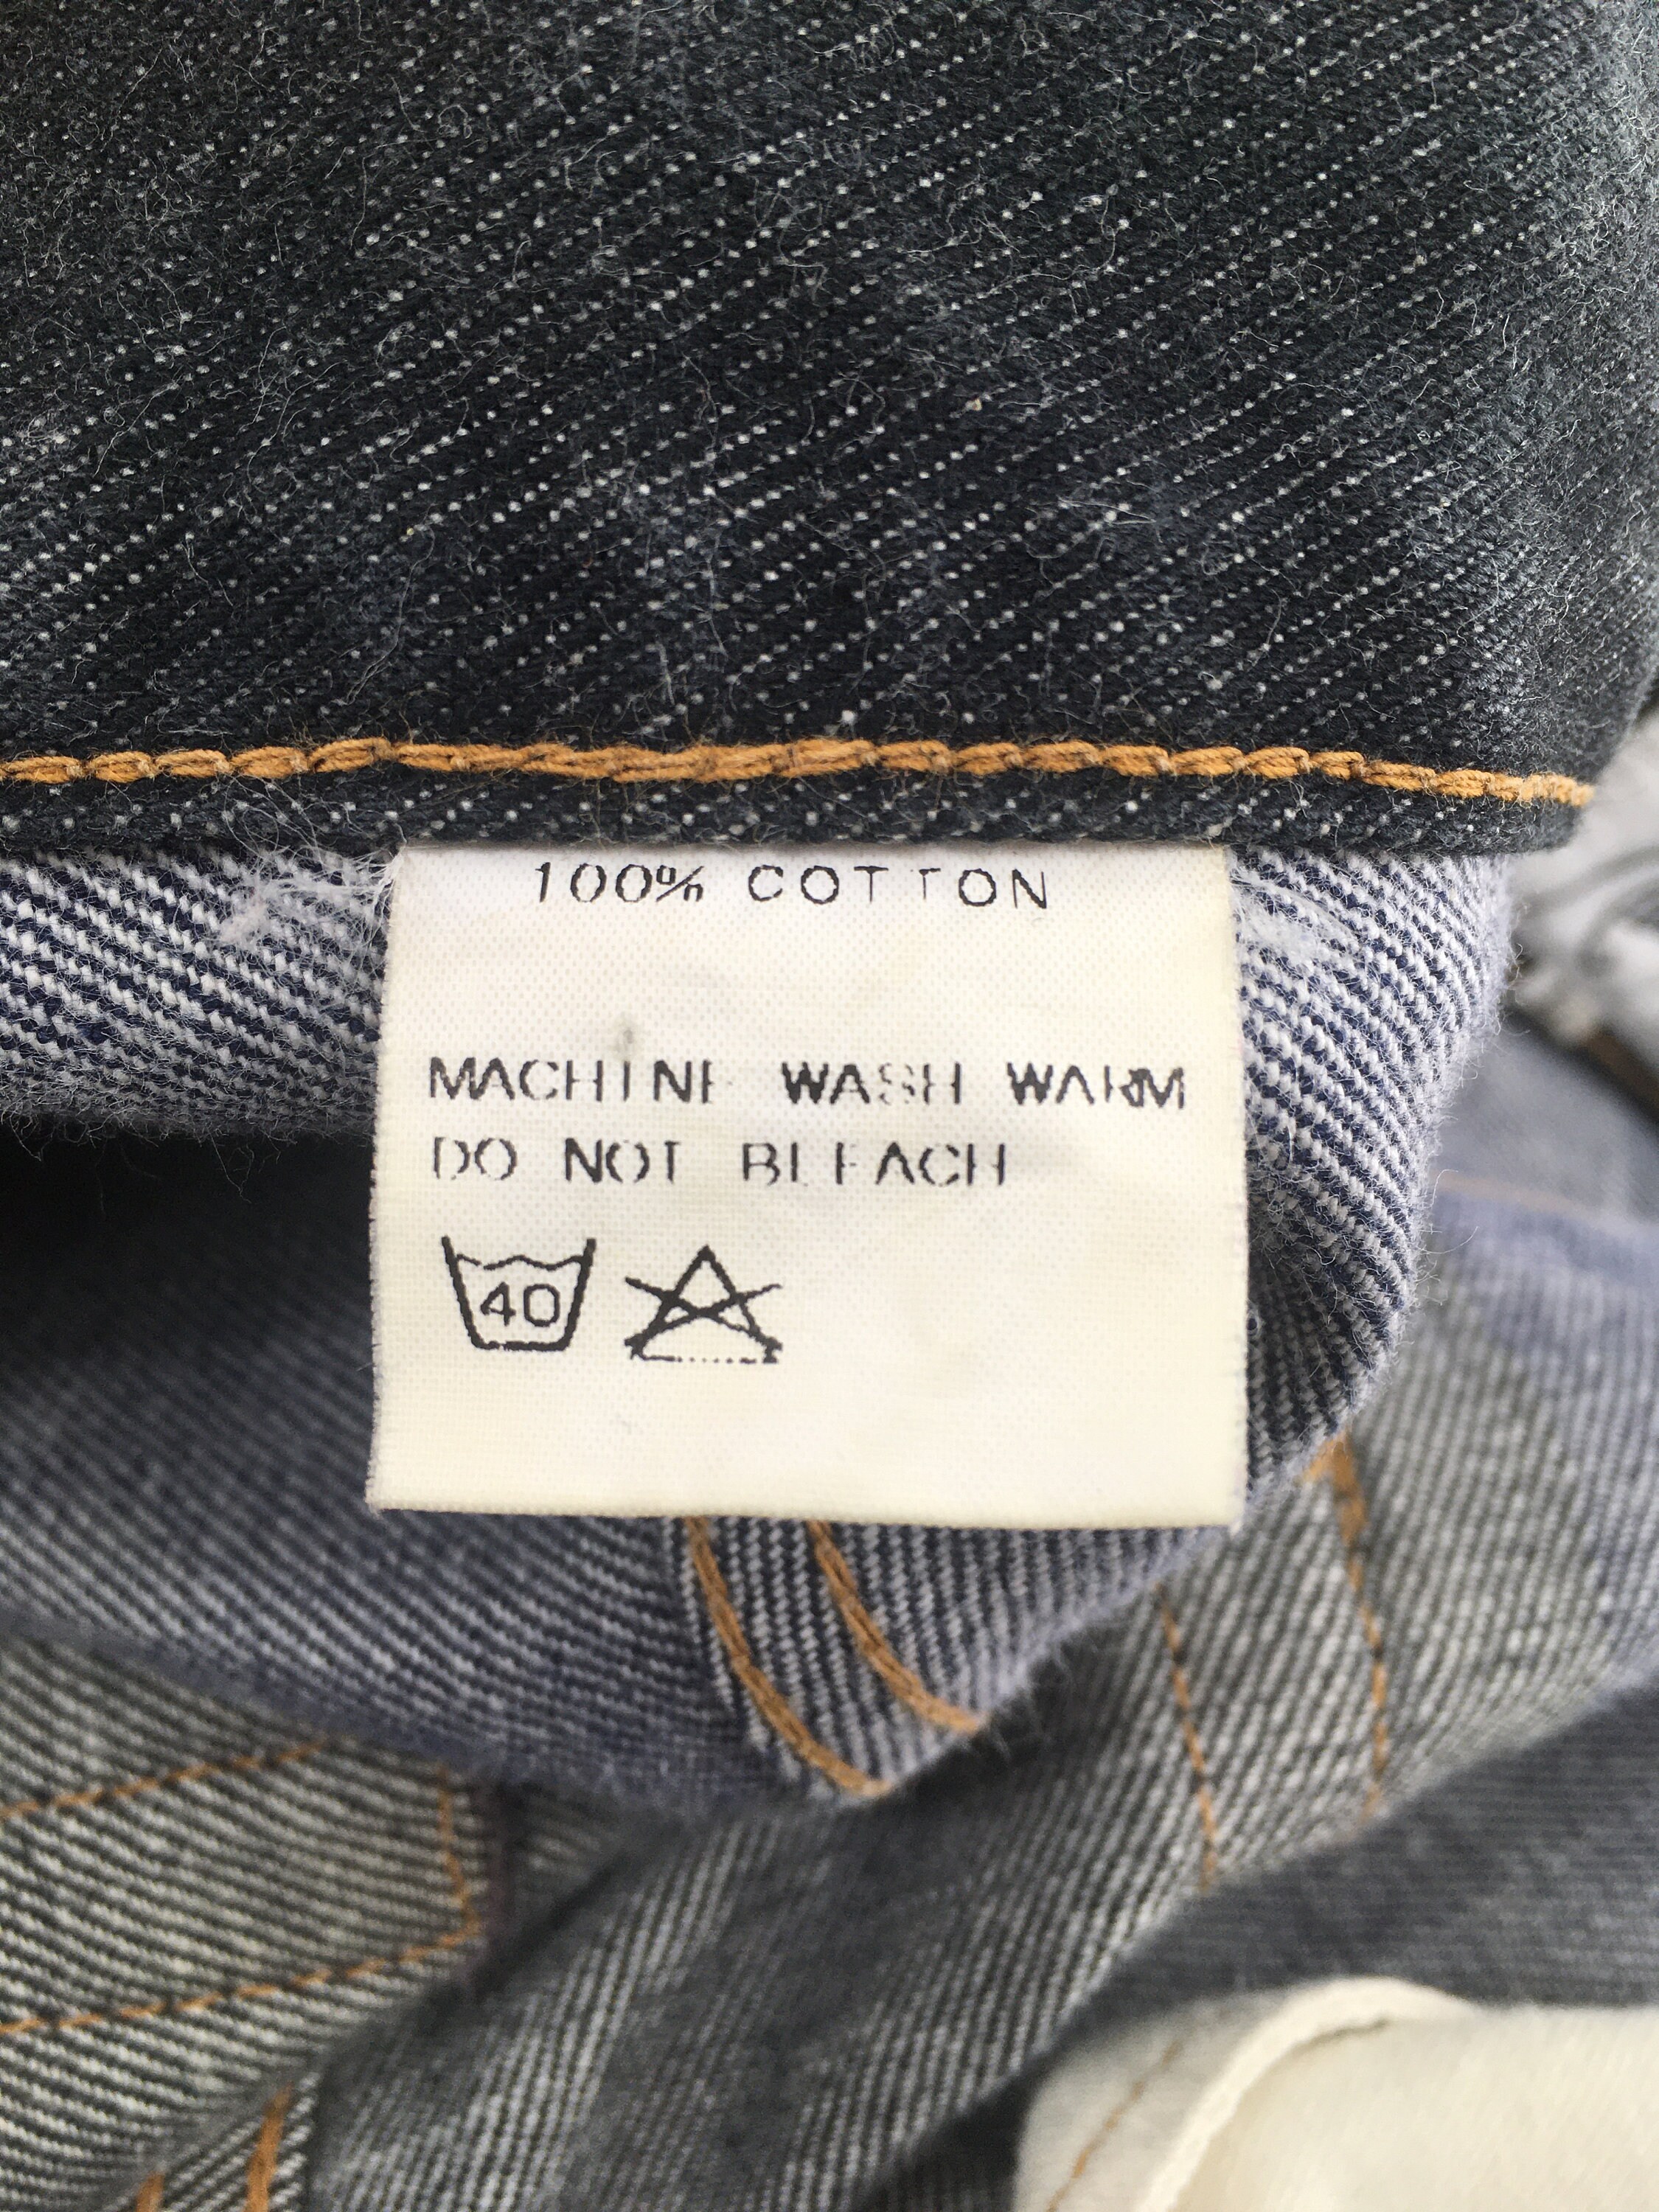 100% COTTON
MACHINE WASH WARM
DO NOT BLEACH
40